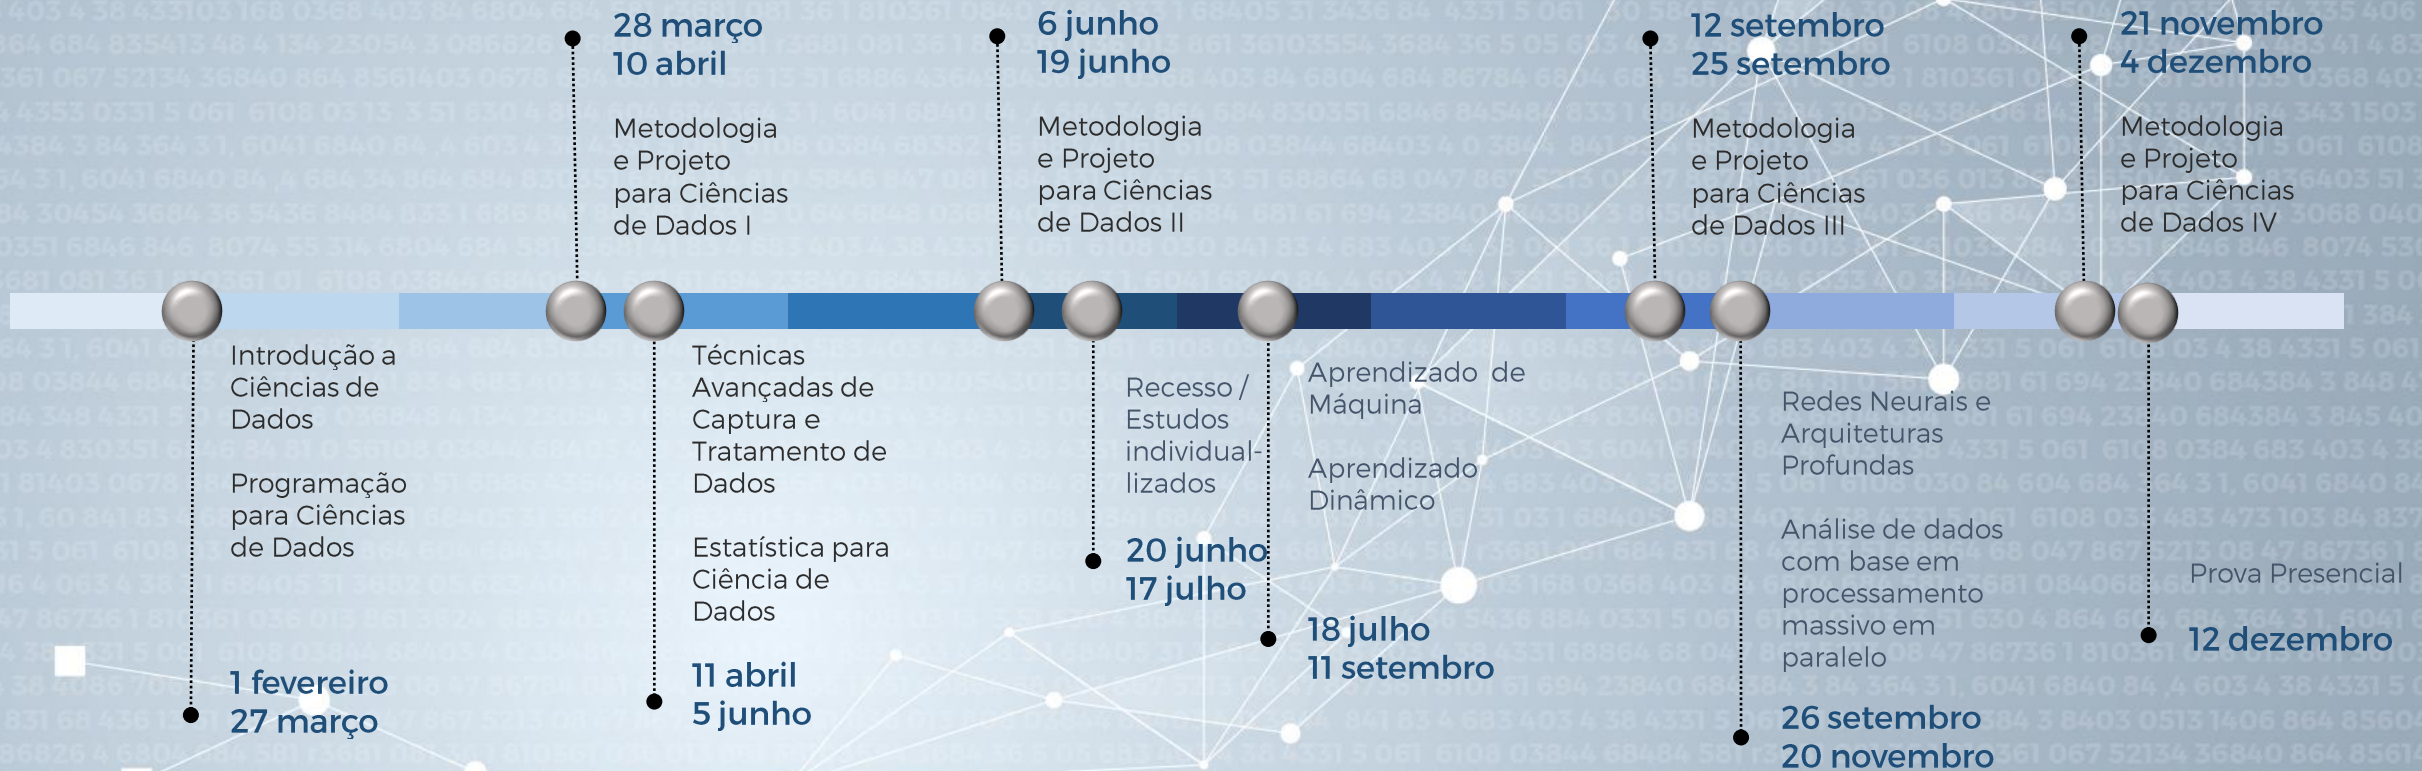 28 março
10 abril
Metodologia
e Projeto
para Ciências
de Dados I
6 junho
19 junho
Metodologia
e Projeto
para Ciências
de Dados II
12 setembro
25 setembro
Metodologia
e Projeto
para Ciências
de Dados III
21 novembro
4 dezembro
Metodologia
e Projeto
para Ciências
de Dados IV
Introdução a
Ciências de
Dados
Programação
para Ciências
de Dados
1 fevereiro
27 março
Técnicas
Avançadas de
Captura e
Tratamento de
Dados
Estatística para
Ciência de
Dados
11 abril
5 junho
Recesso /
Estudos
individual-
lizados
20 junho
17 julho
Aprendizado de
Máquina
Aprendizado
Dinâmico
18 julho
11 setembro
Redes Neurais e
Arquiteturas
Profundas
Análise de dados
com base em
processamento
massivo em
paralelo
26 setembro
20 novembro
Prova Presencial
12 dezembro